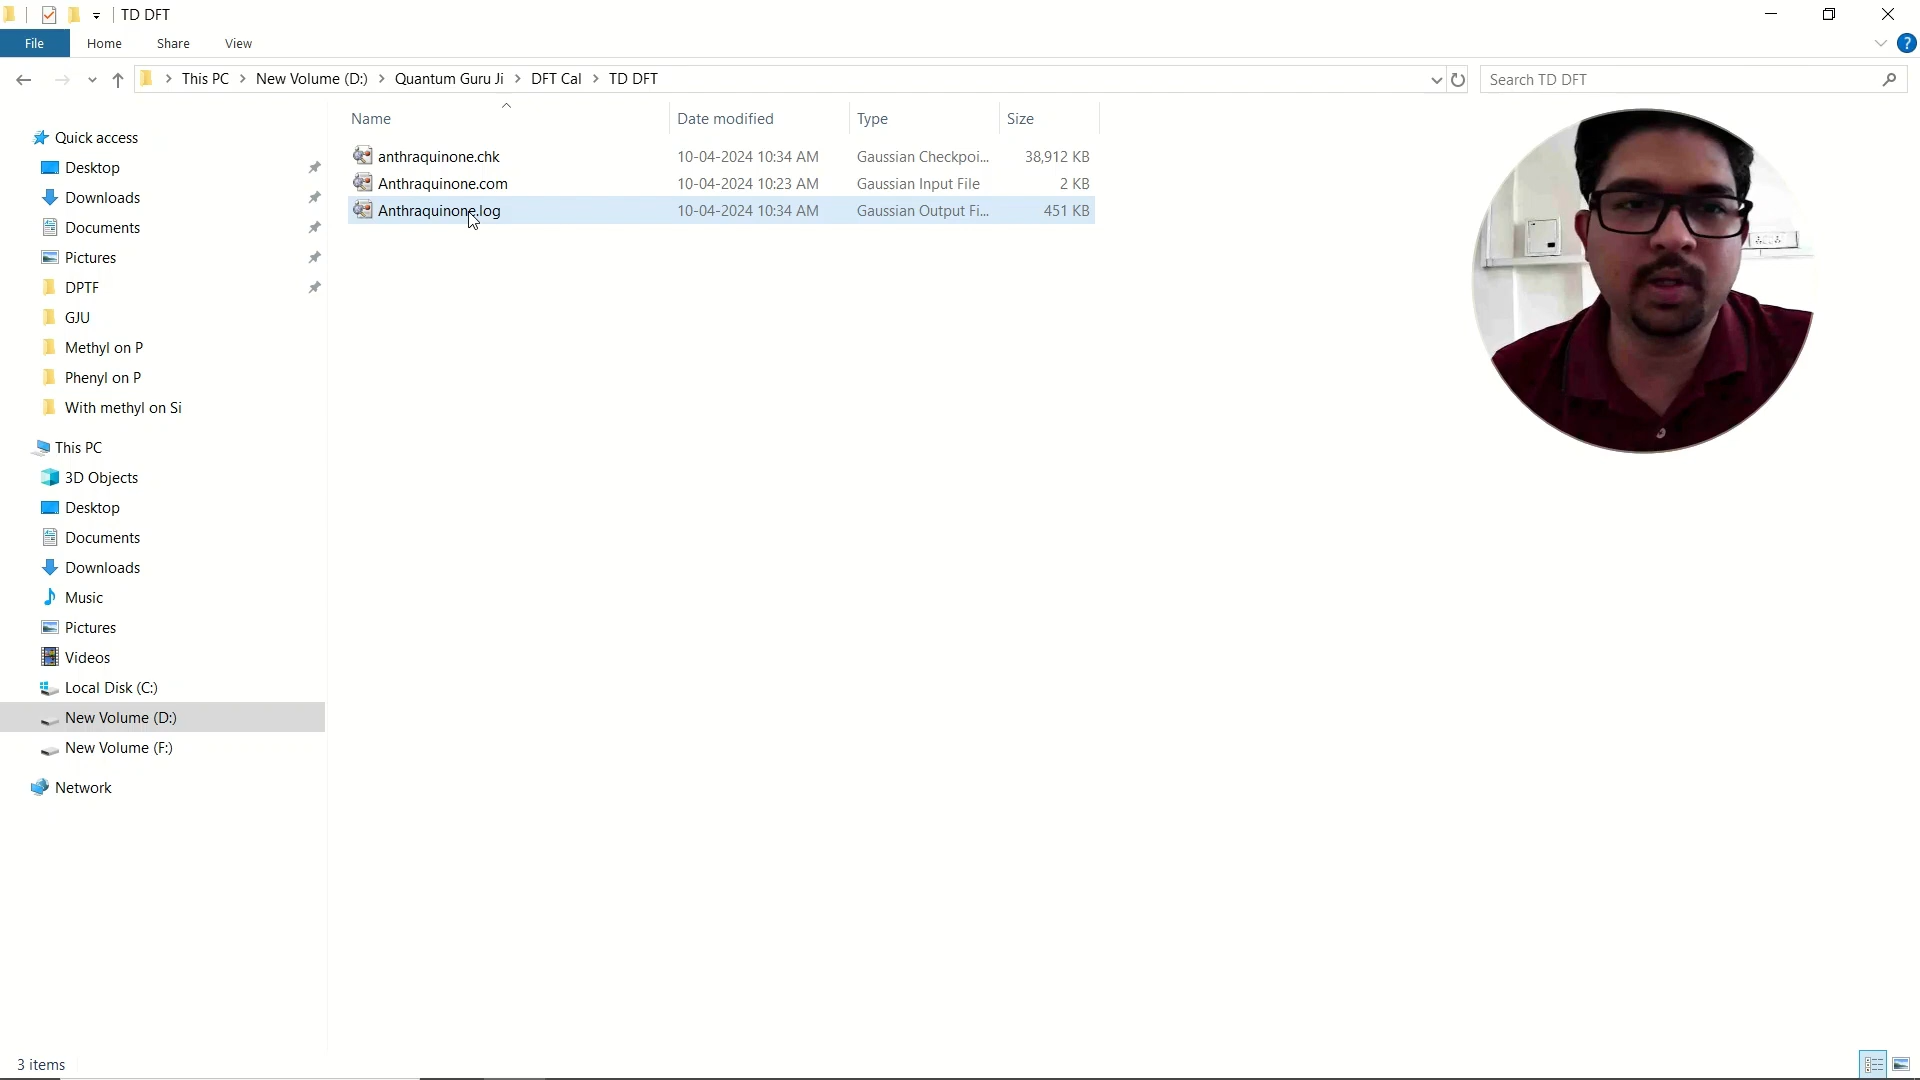 TD DFT
File Home Share View
This PC New Volume (D:) Quantum Guru Ji DFT Cal TD DFT
Search TD DFT
Name Date modified Type Size
anthraquinone.chk 10-04-2024 10:34 AM Gaussian Checkpoi... 38,912 KB
Anthraquinone.com 10-04-2024 10:23 AM Gaussian Input File 2 KB
Anthraquinone.log 10-04-2024 10:34 AM Gaussian Output Fi... 451 KB
Quick access
Desktop
Downloads
Documents
Pictures
DPTF
GJU
Methyl on P
Phenyl on P
With methyl on Si
This PC
3D Objects
Desktop
Documents
Downloads
Music
Pictures
Videos
Local Disk (C:)
New Volume (D:)
New Volume (F:)
Network
3 items